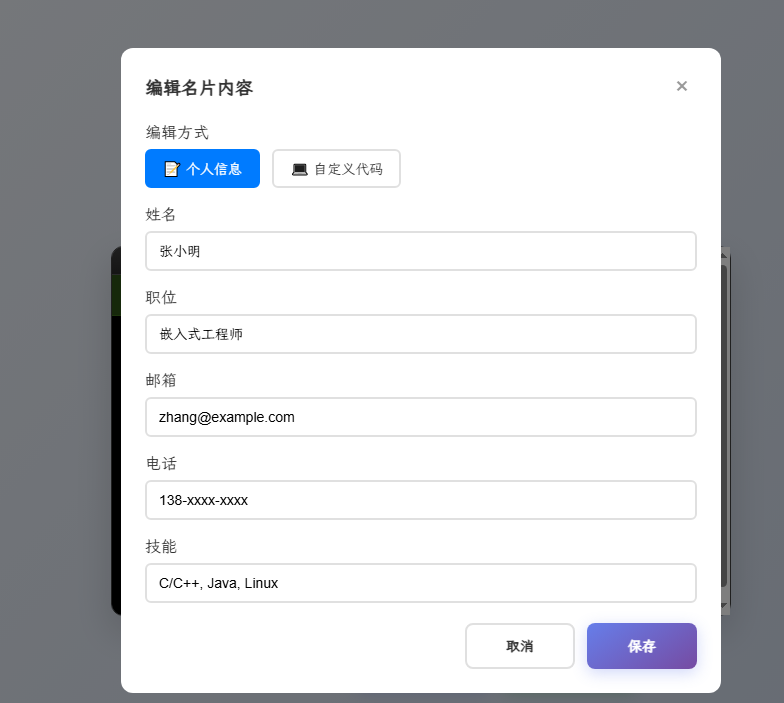 编辑名片内容
×
编辑方式
📝 个人信息
💻 自定义代码
姓名
张小明
职位
嵌入式工程师
邮箱
zhang@example.com
电话
138-xxxx-xxxx
技能
C/C++, Java, Linux
取消
保存